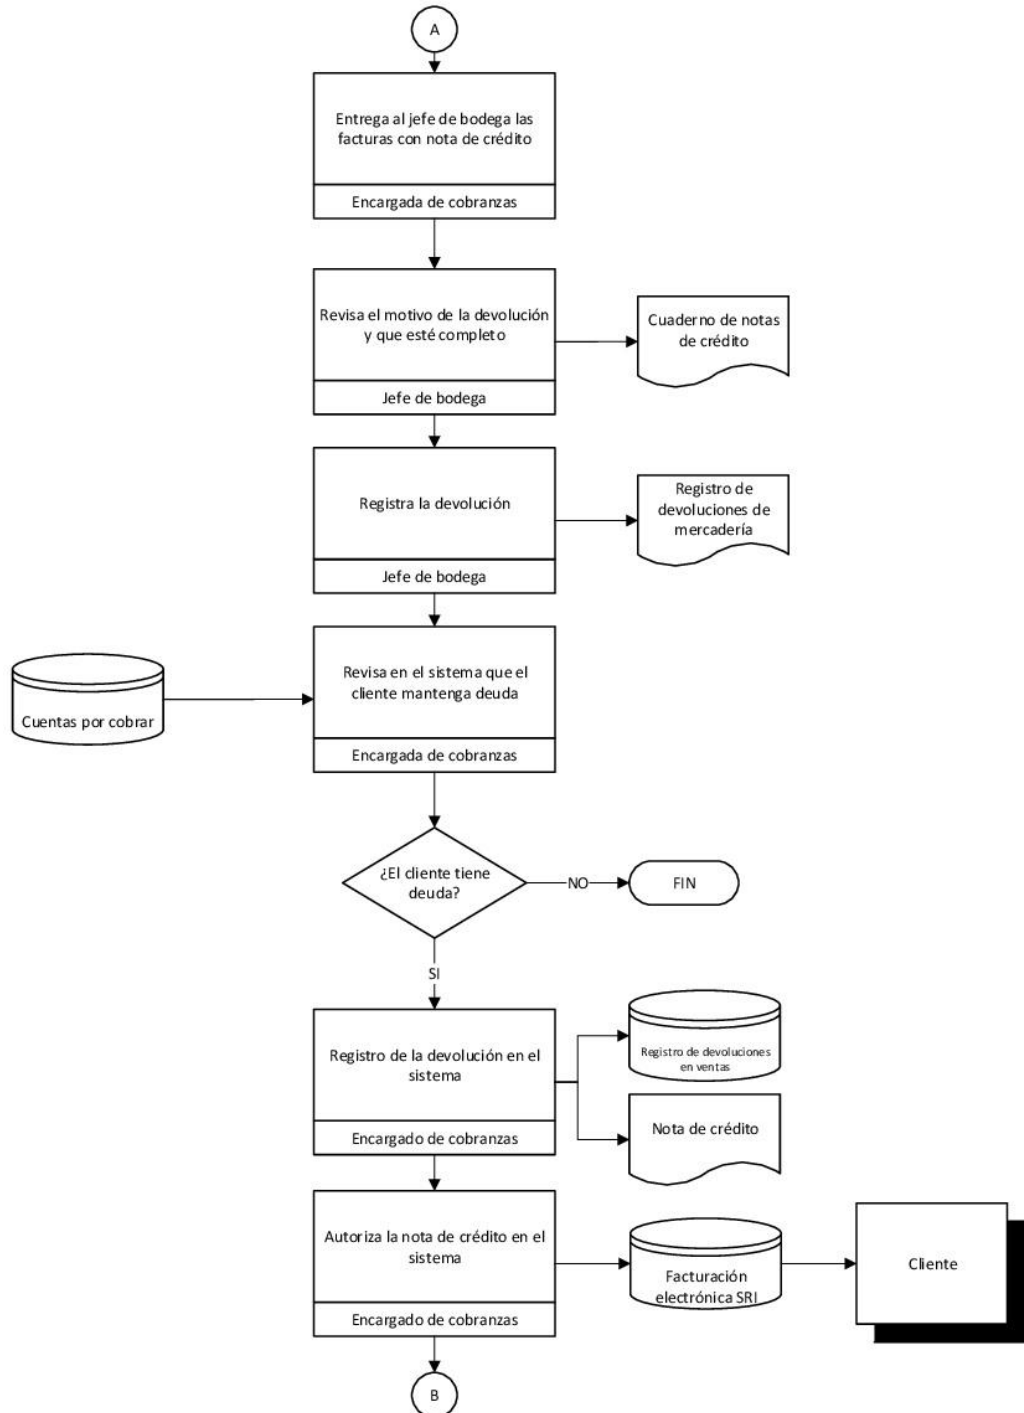 A
Entrega al jefe de bodega las
facturas con nota de crédito
Encargada de cobranzas
Revisa el motivo de la devolución
y que esté completo
Jefe de bodega
Cuaderno de notas
de crédito
Registra la devolución
Jefe de bodega
Registro de
devoluciones de
mercadería
Revisa en el sistema que el
cliente mantenga deuda
Encargada de cobranzas
Cuentas por cobrar
¿El cliente tiene
deuda?
NO
FIN
SI
Registro de la devolución en el
sistema
Encargado de cobranzas
Registro de devoluciones
en ventas
Nota de crédito
Autoriza la nota de crédito en el
sistema
Encargado de cobranzas
Facturación
electrónica SRI
Cliente
B